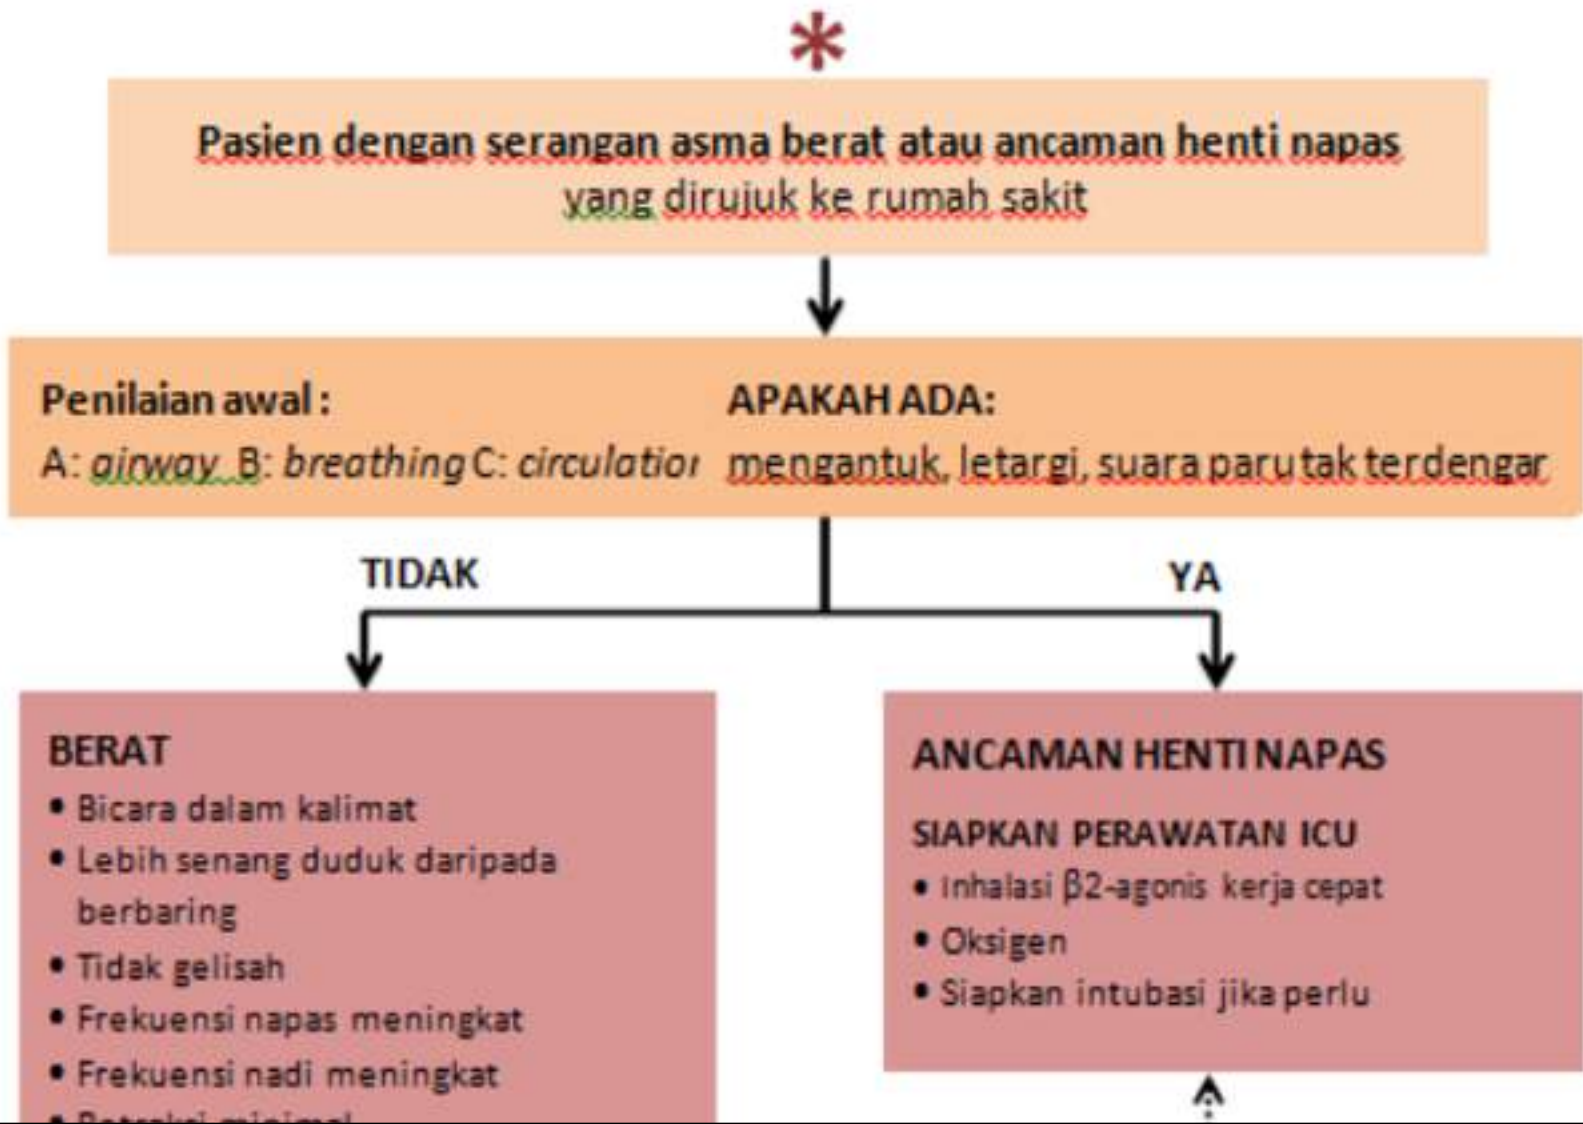 *
Pasien dengan serangan asma berat atau ancaman henti napas
yang dirujuk ke rumah sakit
Penilaian awal :
A: airway B: breathing C: circulation
APAKAH ADA:
mengantuk, letargi, suara paru tak terdengar
TIDAK
YA
BERAT
• Bicara dalam kalimat
• Lebih senang duduk daripada
berbaring
• Tidak gelisah
• Frekuensi napas meningkat
• Frekuensi nadi meningkat
• Retraksi minimal
ANCAMAN HENTI NAPAS
SIAPKAN PERAWATAN ICU
• Inhalasi β2-agonis kerja cepat
• Oksigen
• Siapkan intubasi jika perlu